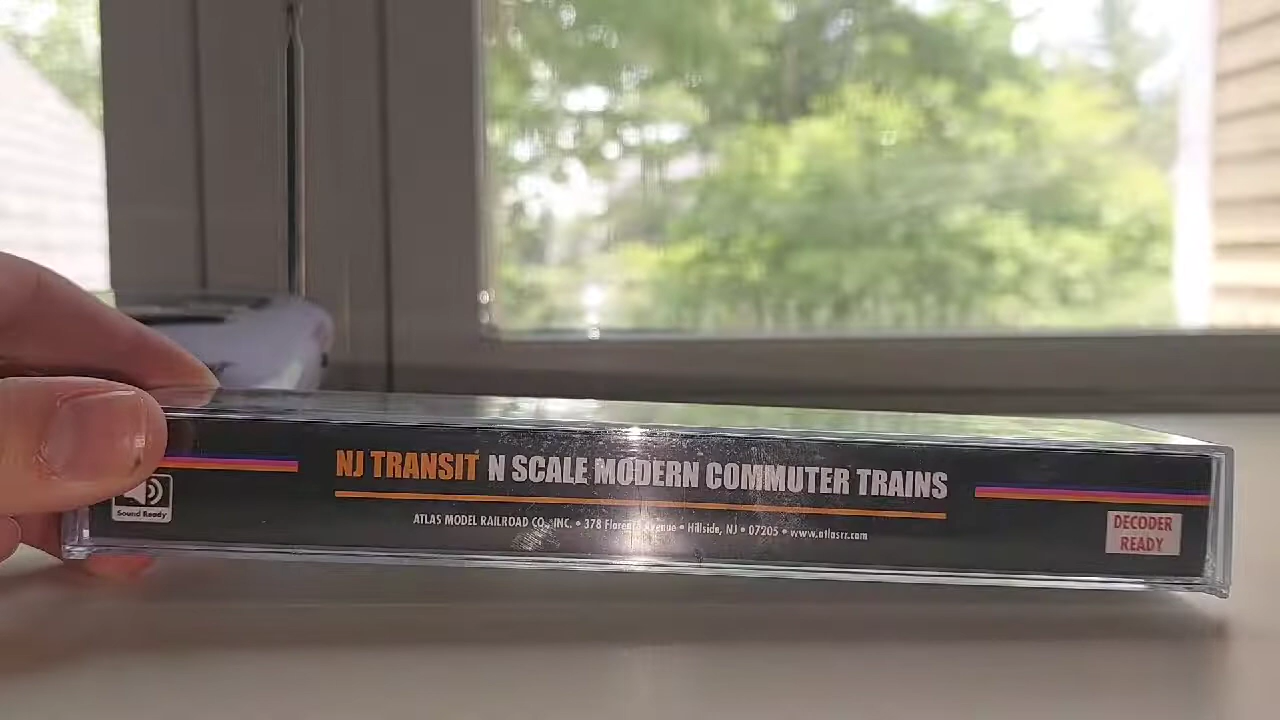 NJ TRANSIT N SCALE MODERN COMMUTER TRAINS
ATLAS MODEL RAILROAD CO., INC. • 378 Florence Avenue • Hillside, NJ • 07205 • www.atlasrr.com
Sound Ready
DECODER
READY